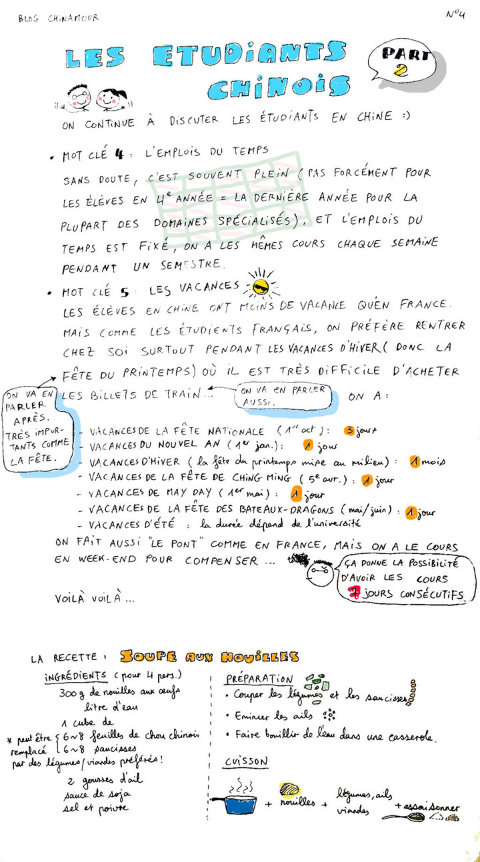 BLOG CHINAMOUR
N°4
LES ETUDIANTS
CHINOIS
PART
2
ON CONTINUE À DISCUTER LES ÉTUDIANTS EN CHINE :)
• MOT CLÉ 4 : L'EMPLOIS DU TEMPS
SANS DOUTE, C'EST SOUVENT PLEIN (PAS FORCÉMENT POUR
LES ÉLÈVES EN 4e ANNÉE = LA DERNIÈRE ANNÉE POUR LA
PLUPART DES DOMAINES SPÉCIALISÉS), ET L'EMPLOIS DU
TEMPS EST FIXÉ, ON A LES MÊMES COURS CHAQUE SEMAINE
PENDANT UN SEMESTRE.
• MOT CLÉ 5 : LES VACANCES
LES ÉLÈVES EN CHINE ONT MOINS DE VACANCE QU'EN FRANCE.
MAIS COMME LES ÉTUDIENTS FRANÇAIS, ON PRÉFÈRE RENTRER
CHEZ SOI SURTOUT PENDANT LES VACANCES D'HIVER (DONC LA
FÊTE DU PRINTEMPS) OÙ IL EST TRÈS DIFFICILE D'ACHETER
LES BILLETS DE TRAIN... ON A :
ON VA EN PARLER
AUSSI.
ON VA EN
PARLER
APRÈS.
TRÈS IMPOR-
TANTS COMME
LA FÊTE.
- VACANCES DE LA FÊTE NATIONALE (1er oct) : 3 jours
- VACANCES DU NOUVEL AN (1er jan.) : 1 jour
- VACANCES D'HIVER (la fête du printemps mise au milieu) : 1 mois
- VACANCES DE LA FÊTE DE CHING MING (5e avr.) : 1 jour
- VACANCES DE MAY DAY (1er mai) : 1 jour
- VACANCES DE LA FÊTE DES BATEAUX-DRAGONS (mai/juin) : 1 jour
- VACANCES D'ÉTÉ : la durée dépend de l'université
ON FAIT AUSSI "LE PONT" COMME EN FRANCE, MAIS ON A LE COURS
EN WEEK-END POUR COMPENSER ...
ÇA DONNE LA POSSIBILITÉ
D'AVOIR LES COURS
7 JOURS CONSÉCUTIFS.
VOILÀ VOILÀ ...
LA RECETTE : SOUPE AUX NOUILLES
INGRÉDIENTS (pour 4 pers.)
300 g de nouilles aux œufs
litre d'eau
1 cube de
* peut être { 6~8 feuilles de chou chinois
remplacé { 6~8 saucisses
par des légumes/viandes préférés !
2 gousses d'ail
sauce de soja
sel et poivre
PRÉPARATION
• Couper les légumes et les saucisses
• Emincer les ails
• Faire bouillir de l'eau dans une casserole.
CUISSON
+ nouilles + légumes, ails
viandes + assaisonner